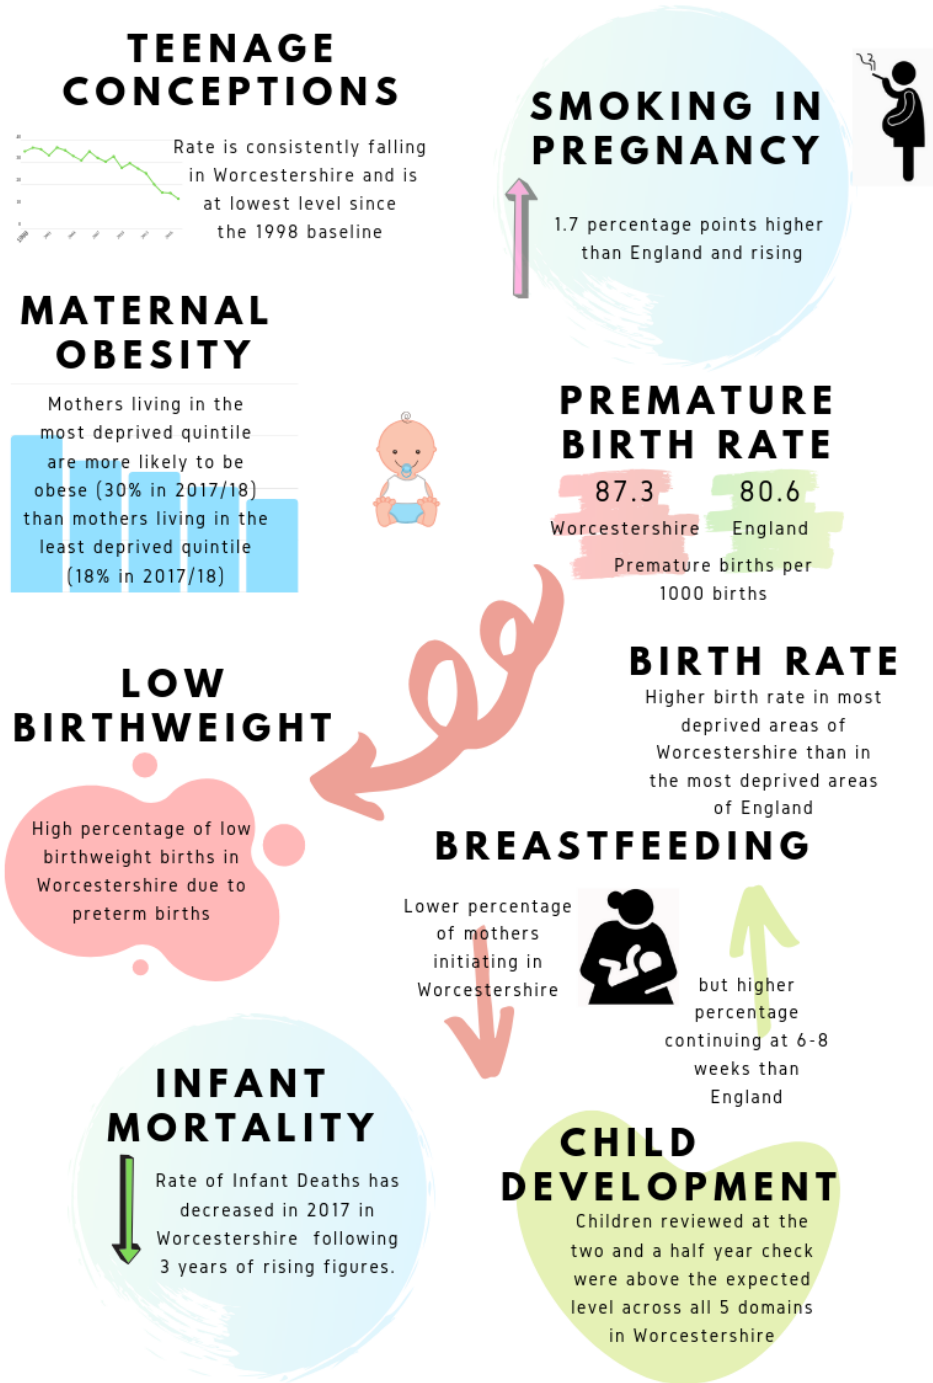 TEENAGE
CONCEPTIONS
Rate is consistently falling
in Worcestershire and is
at lowest level since
the 1998 baseline
SMOKING IN
PREGNANCY
1.7 percentage points higher
than England and rising
MATERNAL
OBESITY
Mothers living in the
most deprived quintile
are more likely to be
obese (30% in 2017/18)
than mothers living in the
least deprived quintile
(18% in 2017/18)
PREMATURE
BIRTH RATE
87.3 80.6
Worcestershire England
Premature births per
1000 births
BIRTH RATE
Higher birth rate in most
deprived areas of
Worcestershire than in
the most deprived areas
of England
LOW
BIRTHWEIGHT
High percentage of low
birthweight births in
Worcestershire due to
preterm births
BREASTFEEDING
Lower percentage
of mothers
initiating in
Worcestershire
but higher
percentage
continuing at 6-8
weeks than
England
INFANT
MORTALITY
Rate of Infant Deaths has
decreased in 2017 in
Worcestershire following
3 years of rising figures.
CHILD
DEVELOPMENT
Children reviewed at the
two and a half year check
were above the expected
level across all 5 domains
in Worcestershire